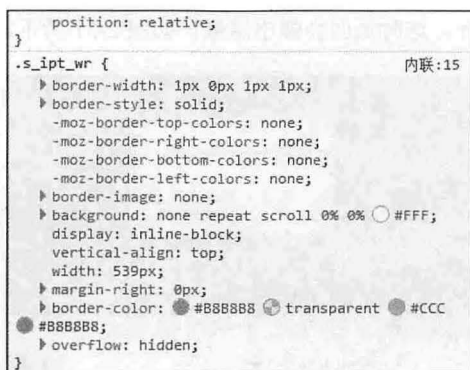 position: relative;
}
.s_ipt_wr { 内联:15
border-width: 1px 0px 1px 1px;
border-style: solid;
-moz-border-top-colors: none;
-moz-border-right-colors: none;
-moz-border-bottom-colors: none;
-moz-border-left-colors: none;
border-image: none;
background: none repeat scroll 0% 0% #FFF;
display: inline-block;
vertical-align: top;
width: 539px;
margin-right: 0px;
border-color: #B8B8B8 transparent #CCC
#B8B8B8;
overflow: hidden;
}